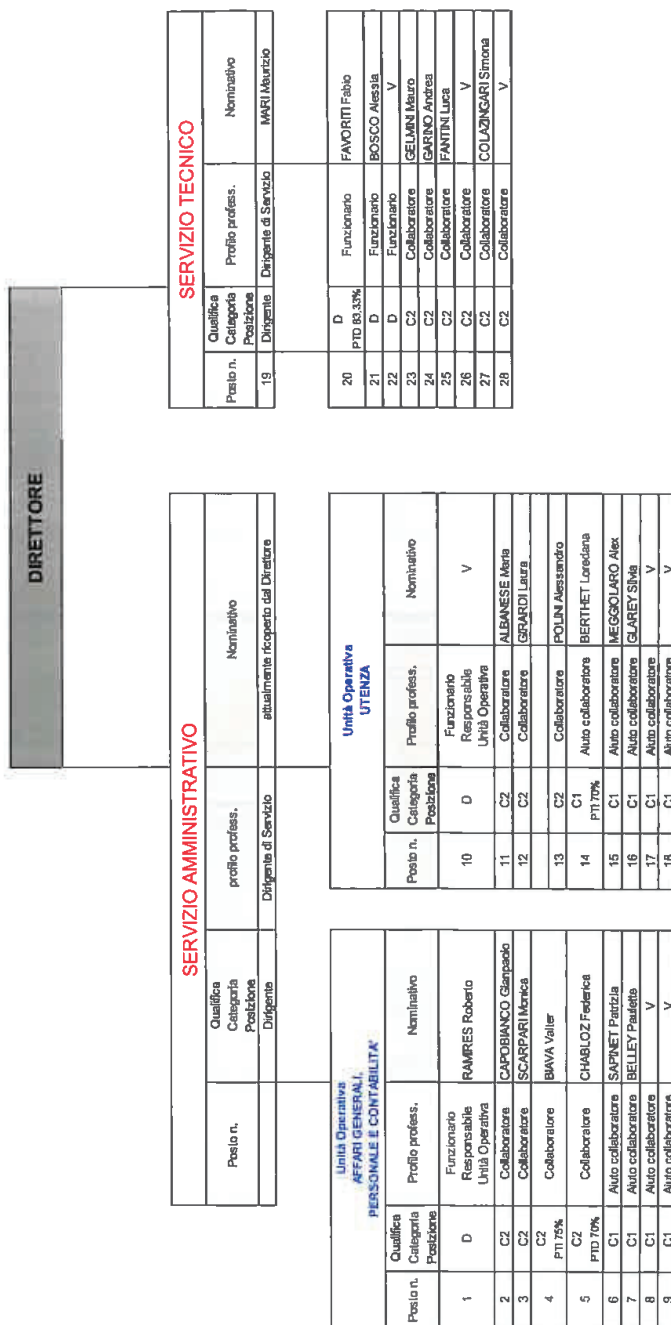 DIRETTORE
SERVIZIO AMMINISTRATIVO
Posto n. Qualifica Categoria Posizione profilo profess. Nominativo
Dirigente Dirigente di Servizio attualmente ricoperto dal Direttore
Unità Operativa
AFFARI GENERALI,
PERSONALE E CONTABILITA'
Posto n. Qualifica Categoria Posizione Profilo profess. Nominativo
1 D Funzionario Responsabile Unità Operativa RAMIRES Roberto
2 C2 Collaboratore CAPOBIANCO Gianpaolo
3 C2 Collaboratore SCARPARI Monica
4 C2 PTI 75% Collaboratore BIAVA Valter
5 C2 PTD 70% Collaboratore CHABLOZ Federica
6 C1 Aiuto collaboratore SAPINET Patrizia
7 C1 Aiuto collaboratore BELLEY Paulette
8 C1 Aiuto collaboratore V
9 C1 Aiuto collaboratore V
Unità Operativa
UTENZA
Posto n. Qualifica Categoria Posizione Profilo profess. Nominativo
10 D Funzionario Responsabile Unità Operativa V
11 C2 Collaboratore ALBANESE Maria
12 C2 Collaboratore GIRARDI Laura
13 C2 Collaboratore POLINI Alessandro
14 C1 PTI 70% Aiuto collaboratore BERTHET Loredana
15 C1 Aiuto collaboratore MEGGIOLARO Alex
16 C1 Aiuto collaboratore GLAREY Silvia
17 C1 Aiuto collaboratore V
18 C1 Aiuto collaboratore V
SERVIZIO TECNICO
Posto n. Qualifica Categoria Posizione Profilo profess. Nominativo
19 Dirigente Dirigente di Servizio MARI Maurizio
20 D PTD 83,33% Funzionario FAVORITI Fabio
21 D Funzionario BOSCO Alessia
22 D Funzionario V
23 C2 Collaboratore GELMINI Mauro
24 C2 Collaboratore GARINO Andrea
25 C2 Collaboratore FANTINI Luca
26 C2 Collaboratore V
27 C2 Collaboratore COLAZINGARI Simona
28 C2 Collaboratore V